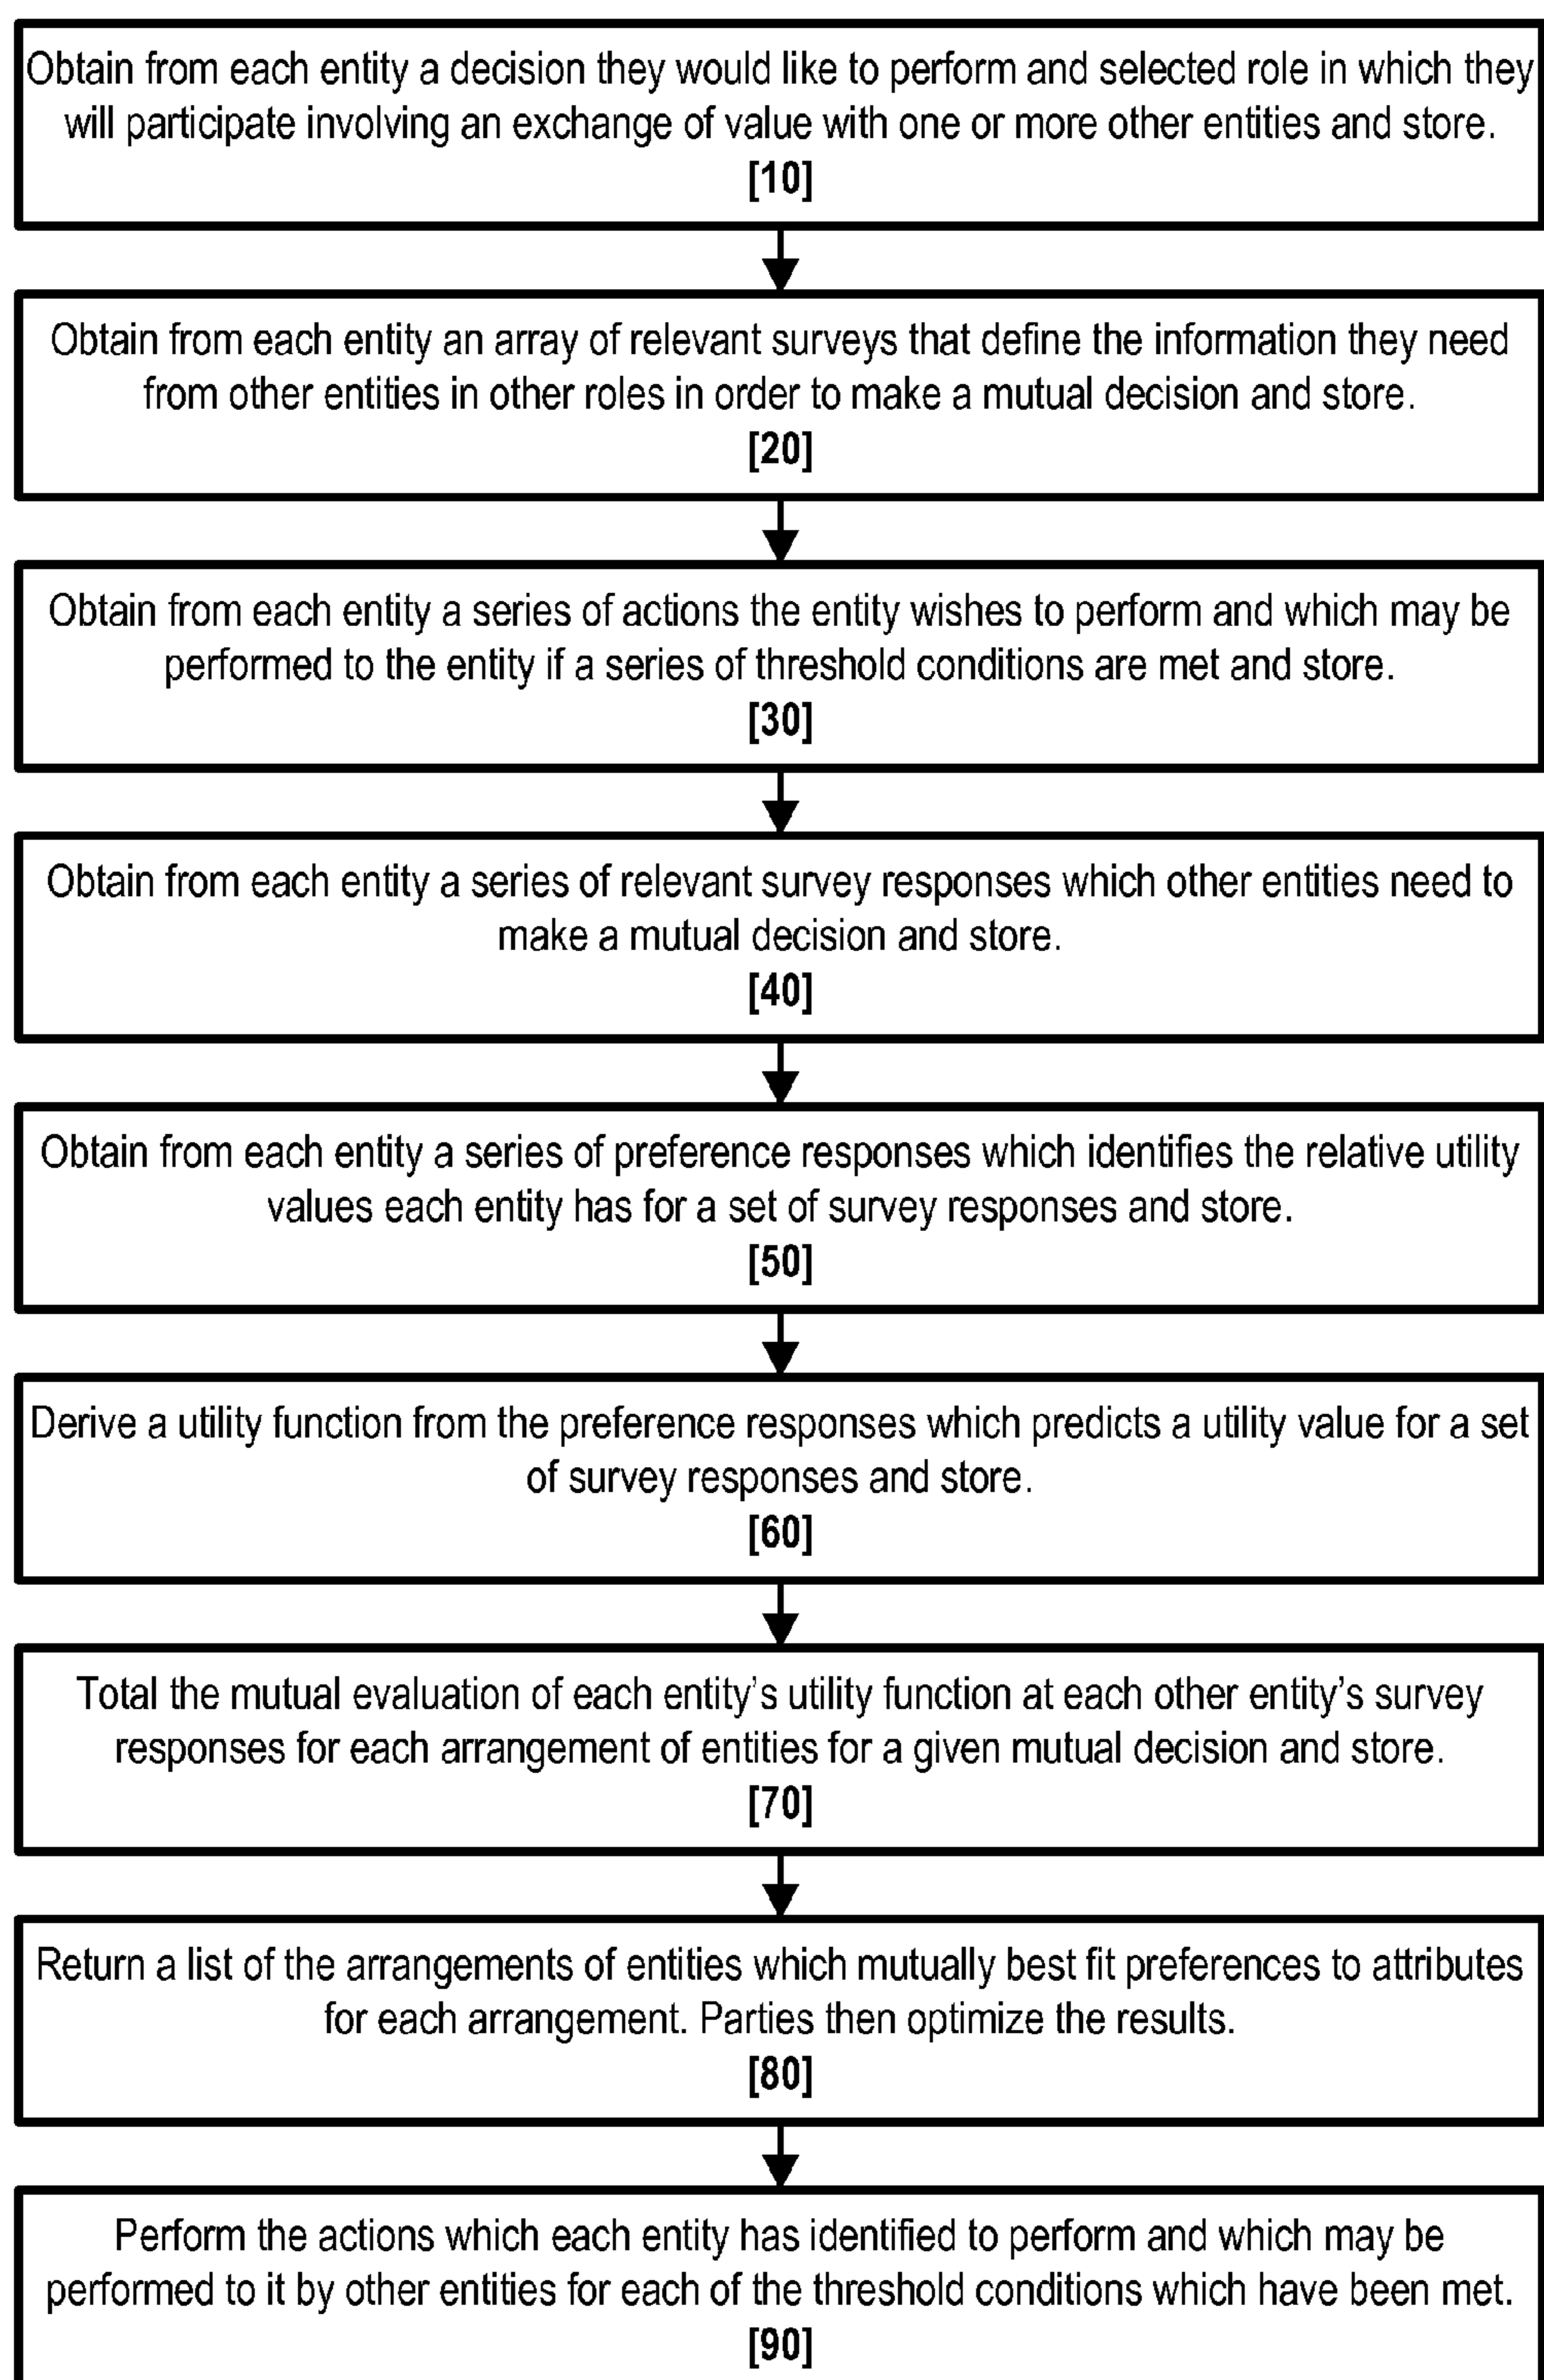 Obtain from each entity a decision they would like to perform and selected role in which they
will participate involving an exchange of value with one or more other entities and store.
[10]
Obtain from each entity an array of relevant surveys that define the information they need
from other entities in other roles in order to make a mutual decision and store.
[20]
Obtain from each entity a series of actions the entity wishes to perform and which may be
performed to the entity if a series of threshold conditions are met and store.
[30]
Obtain from each entity a series of relevant survey responses which other entities need to
make a mutual decision and store.
[40]
Obtain from each entity a series of preference responses which identifies the relative utility
values each entity has for a set of survey responses and store.
[50]
Derive a utility function from the preference responses which predicts a utility value for a set
of survey responses and store.
[60]
Total the mutual evaluation of each entity's utility function at each other entity's survey
responses for each arrangement of entities for a given mutual decision and store.
[70]
Return a list of the arrangements of entities which mutually best fit preferences to attributes
for each arrangement. Parties then optimize the results.
[80]
Perform the actions which each entity has identified to perform and which may be
performed to it by other entities for each of the threshold conditions which have been met.
[90]